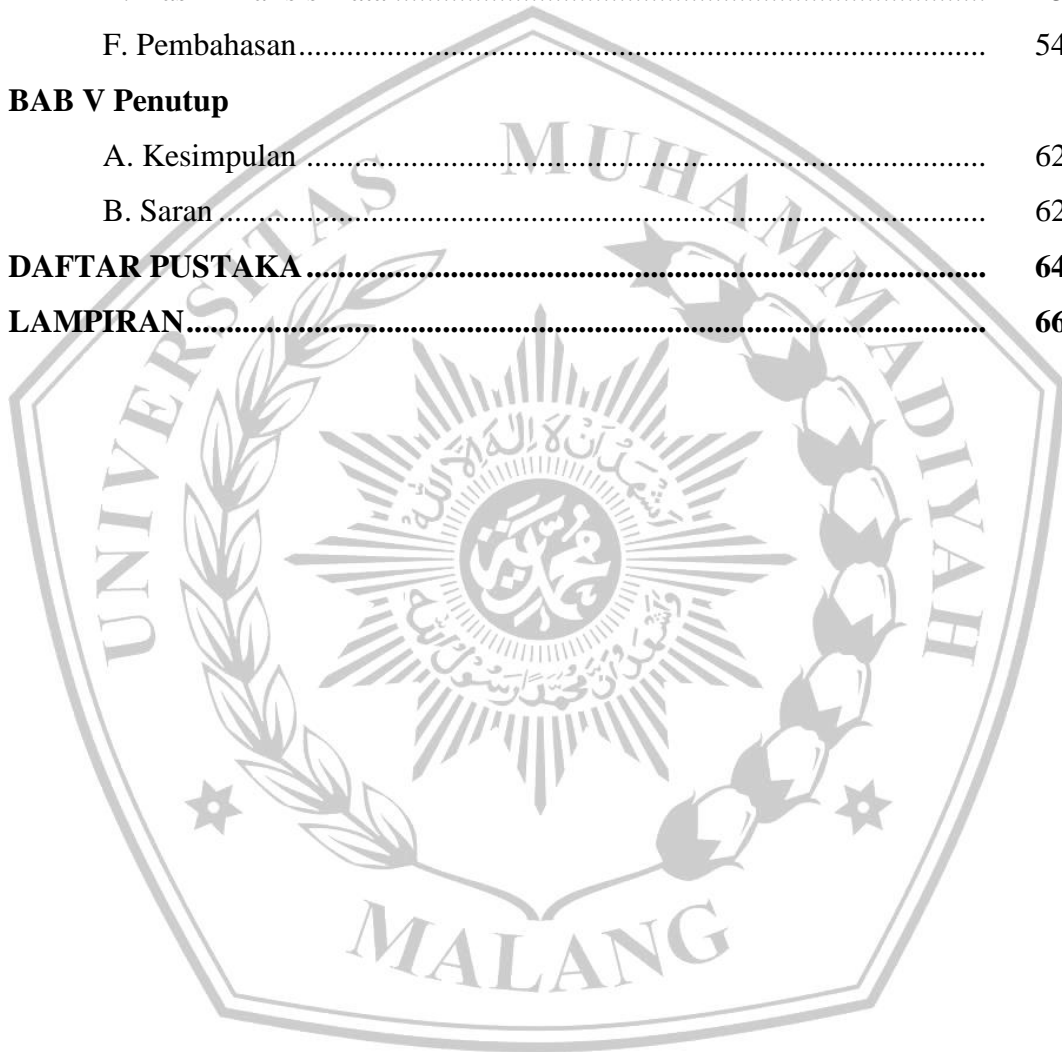 F. Pembahasan........ 54
BAB V Penutup
A. Kesimpulan ........ 62
B. Saran ........ 62
DAFTAR PUSTAKA ........ 64
LAMPIRAN........ 66
UNIVERSITAS MUHAMMADIYAH
MALANG